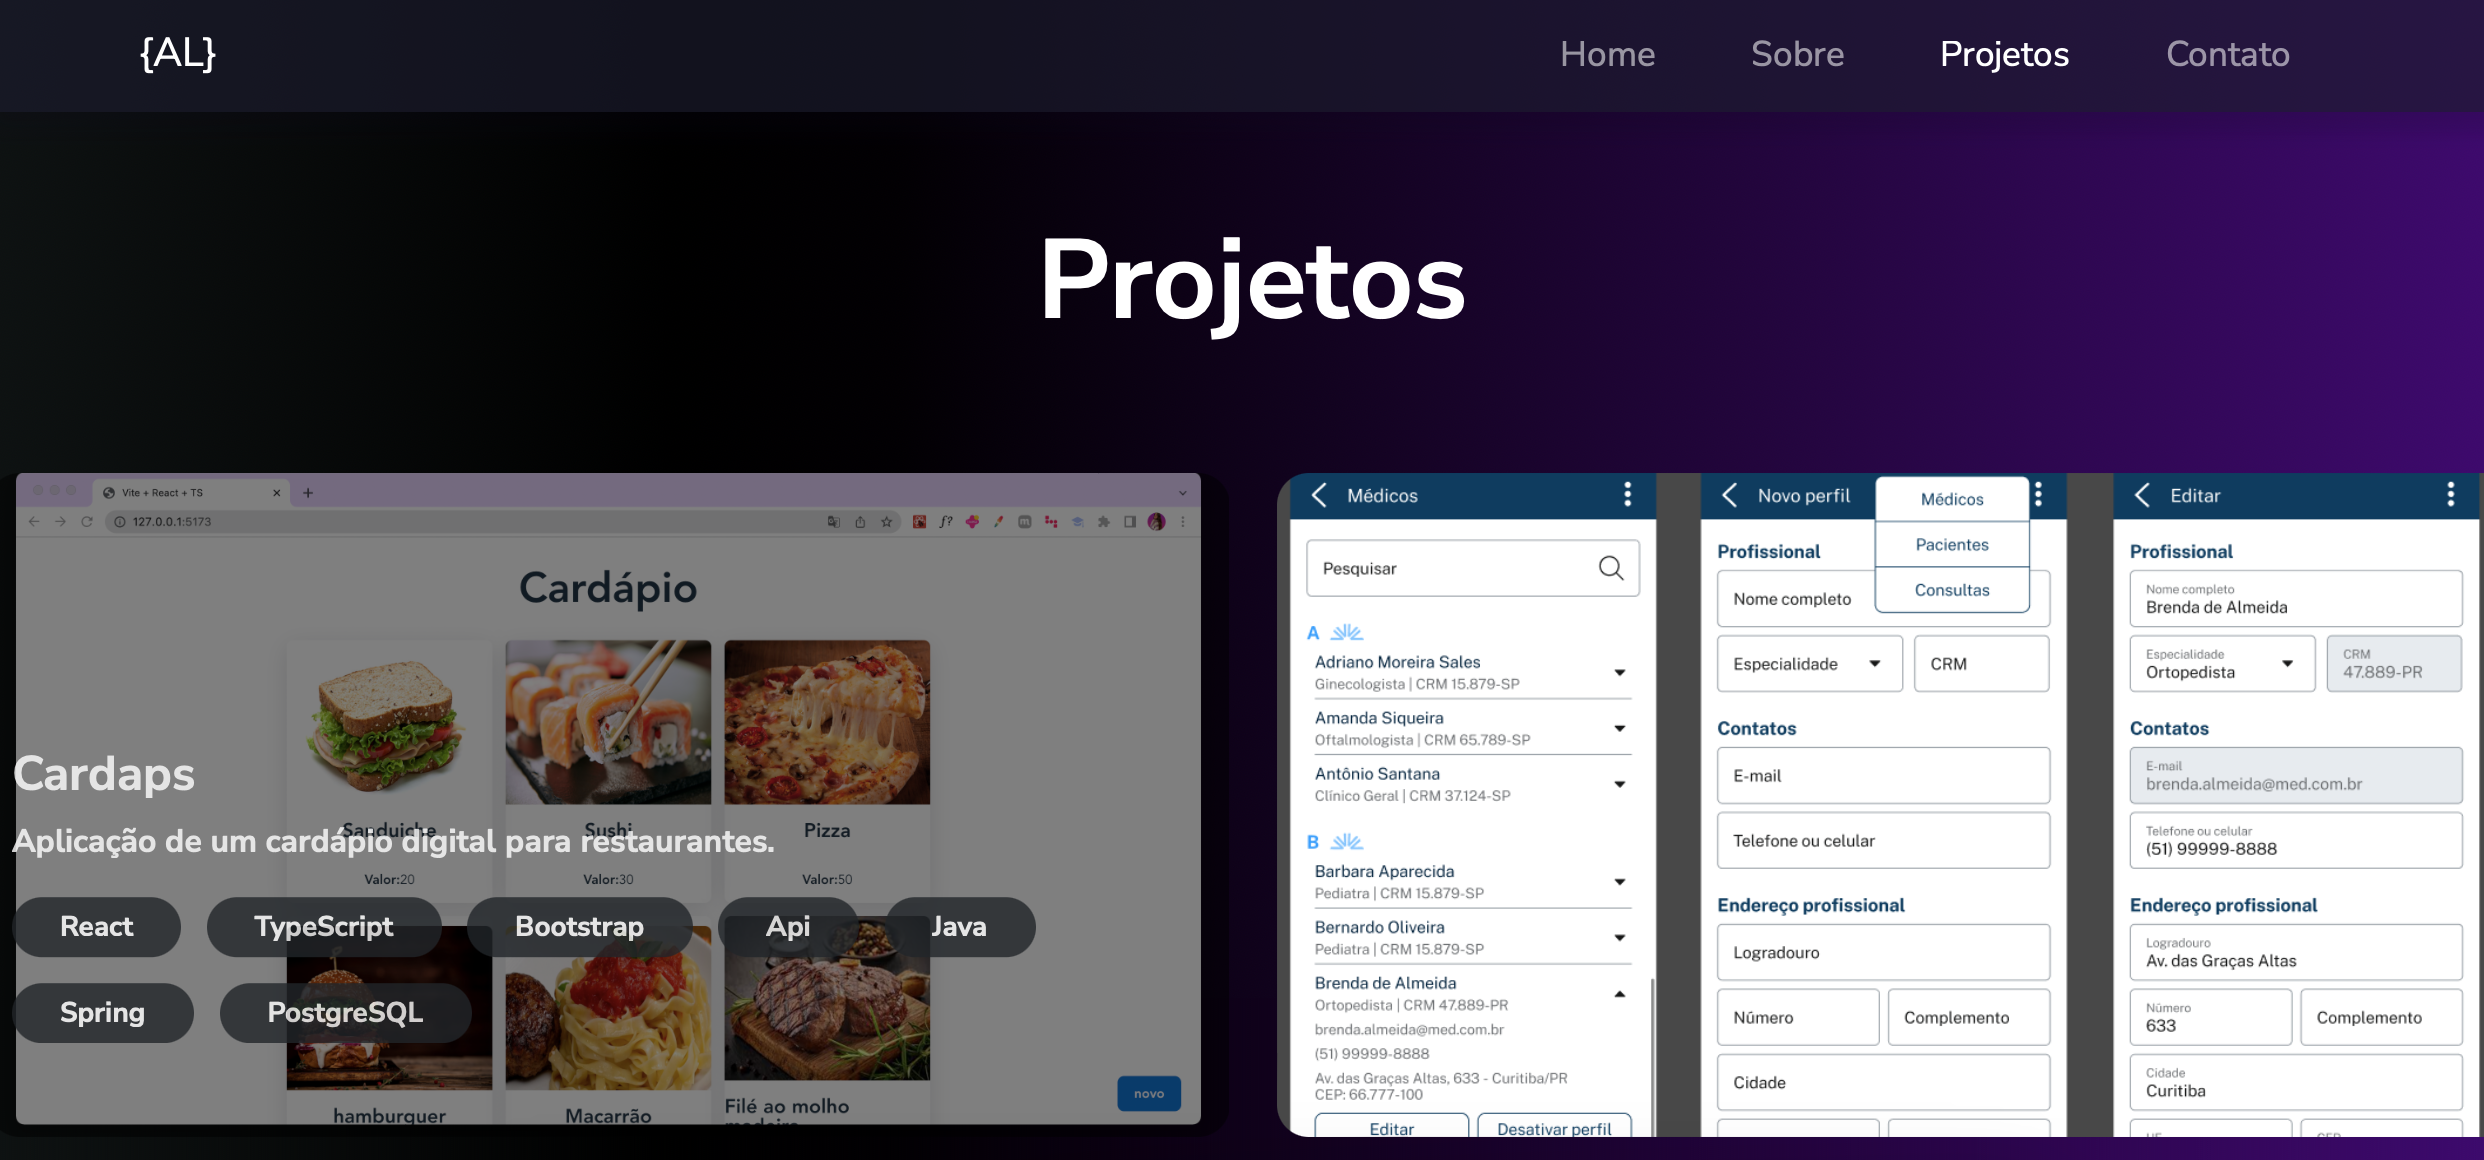 {AL}
Home Sobre Projetos Contato
Projetos
Vite + React + TS
127.0.0.1:5173
Cardápio
Sanduiche Sushi Pizza
Valor:20 Valor:30 Valor:50
hamburguer Macarrão Filé ao molho
madeira
novo
Cardaps
Aplicação de um cardápio digital para restaurantes.
React TypeScript Bootstrap Api Java
Spring PostgreSQL
Médicos
Pesquisar
A
Adriano Moreira Sales
Ginecologista | CRM 15.879-SP
Amanda Siqueira
Oftalmologista | CRM 65.789-SP
Antônio Santana
Clínico Geral | CRM 37.124-SP
B
Barbara Aparecida
Pediatra | CRM 15.879-SP
Bernardo Oliveira
Pediatra | CRM 15.879-SP
Brenda de Almeida
Ortopedista | CRM 47.889-PR
brenda.almeida@med.com.br
(51) 99999-8888
Av. das Graças Altas, 633 - Curitiba/PR
CEP: 66.777-100
Editar Desativar perfil
Novo perfil
Médicos
Pacientes
Consultas
Profissional
Nome completo
Especialidade CRM
Contatos
E-mail
Telefone ou celular
Endereço profissional
Logradouro
Número Complemento
Cidade
Editar
Profissional
Nome completo
Brenda de Almeida
Especialidade
Ortopedista
CRM
47.889-PR
Contatos
E-mail
brenda.almeida@med.com.br
Telefone ou celular
(51) 99999-8888
Endereço profissional
Logradouro
Av. das Graças Altas
Número
633
Complemento
Cidade
Curitiba
UF CEP